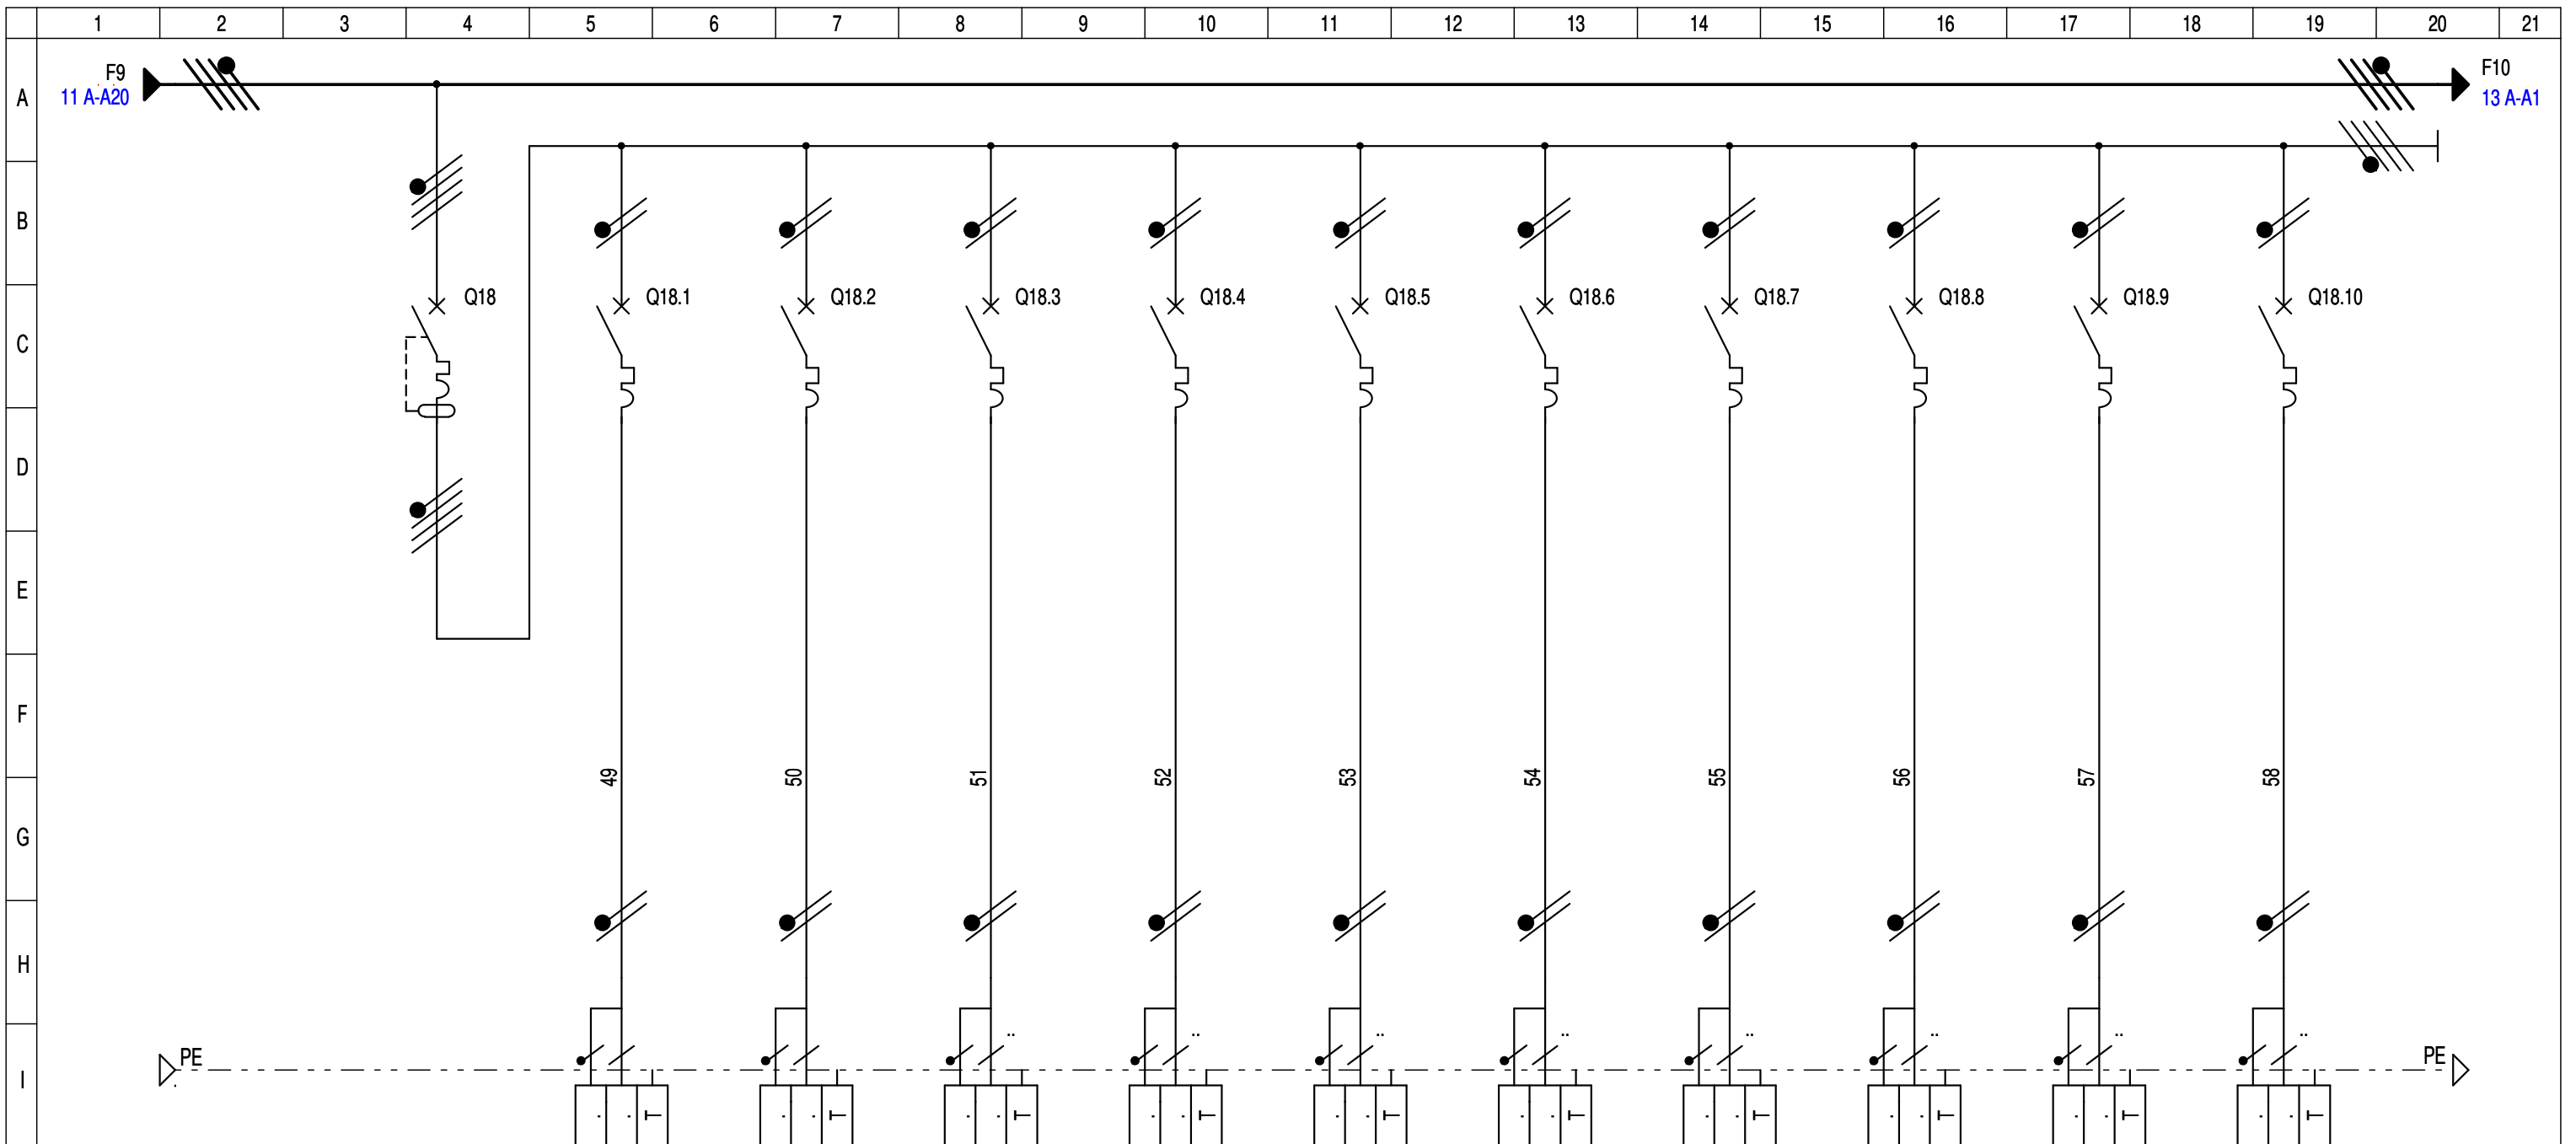 1 2 3 4 5 6 7 8 9 10 11 12 13 14 15 16 17 18 19 20 21
A
F9
11 A-A20
F10
13 A-A1
B
C
Q18 Q18.1 Q18.2 Q18.3 Q18.4 Q18.5 Q18.6 Q18.7 Q18.8 Q18.9 Q18.10
D
E
F
49 50 51 52 53 54 55 56 57 58
G
H
I
PE PE
T T T T T T T T T T